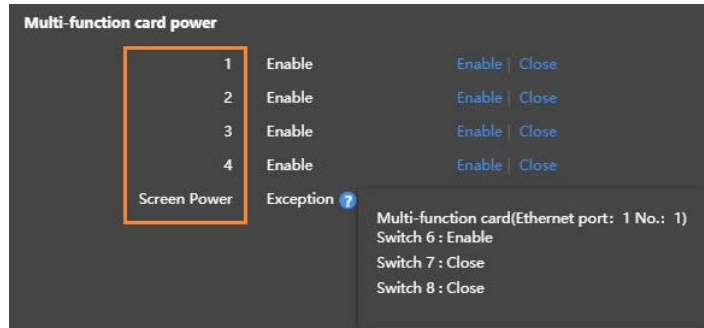 Multi-function card power
1 Enable Enable | Close
2 Enable Enable | Close
3 Enable Enable | Close
4 Enable Enable | Close
Screen Power Exception ?
Multi-function card(Ethernet port: 1 No.: 1)
Switch 6 : Enable
Switch 7 : Close
Switch 8 : Close